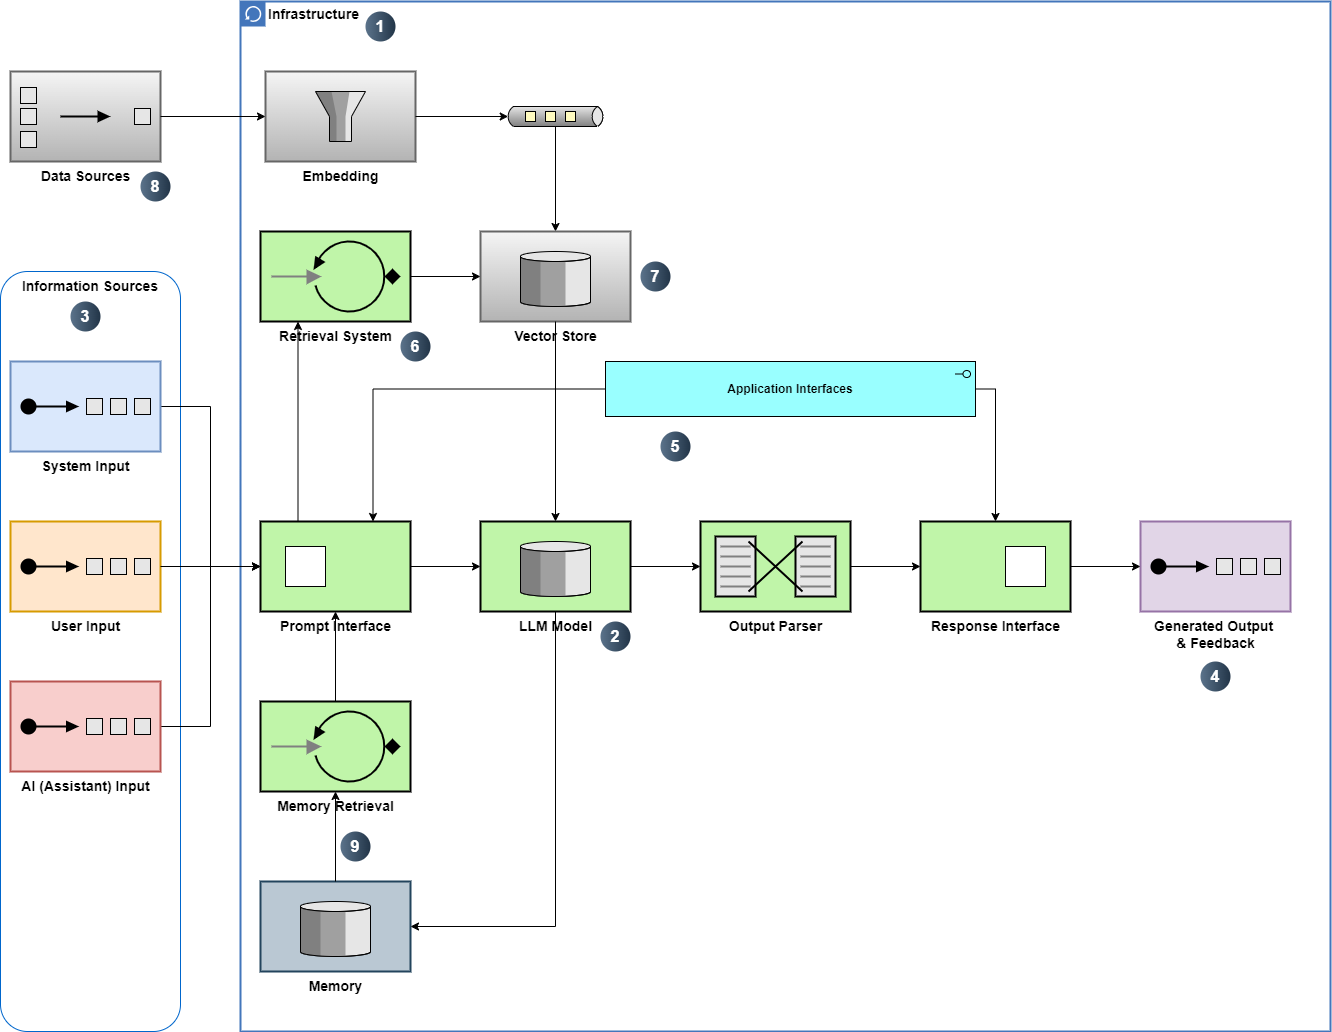 Infrastructure
1
Data Sources
8
Embedding
Information Sources
3
Retrieval System
6
Vector Store
7
Application Interfaces
5
System Input
User Input
AI (Assistant) Input
Prompt Interface
LLM Model
2
Output Parser
Response Interface
Generated Output
& Feedback
4
Memory Retrieval
9
Memory